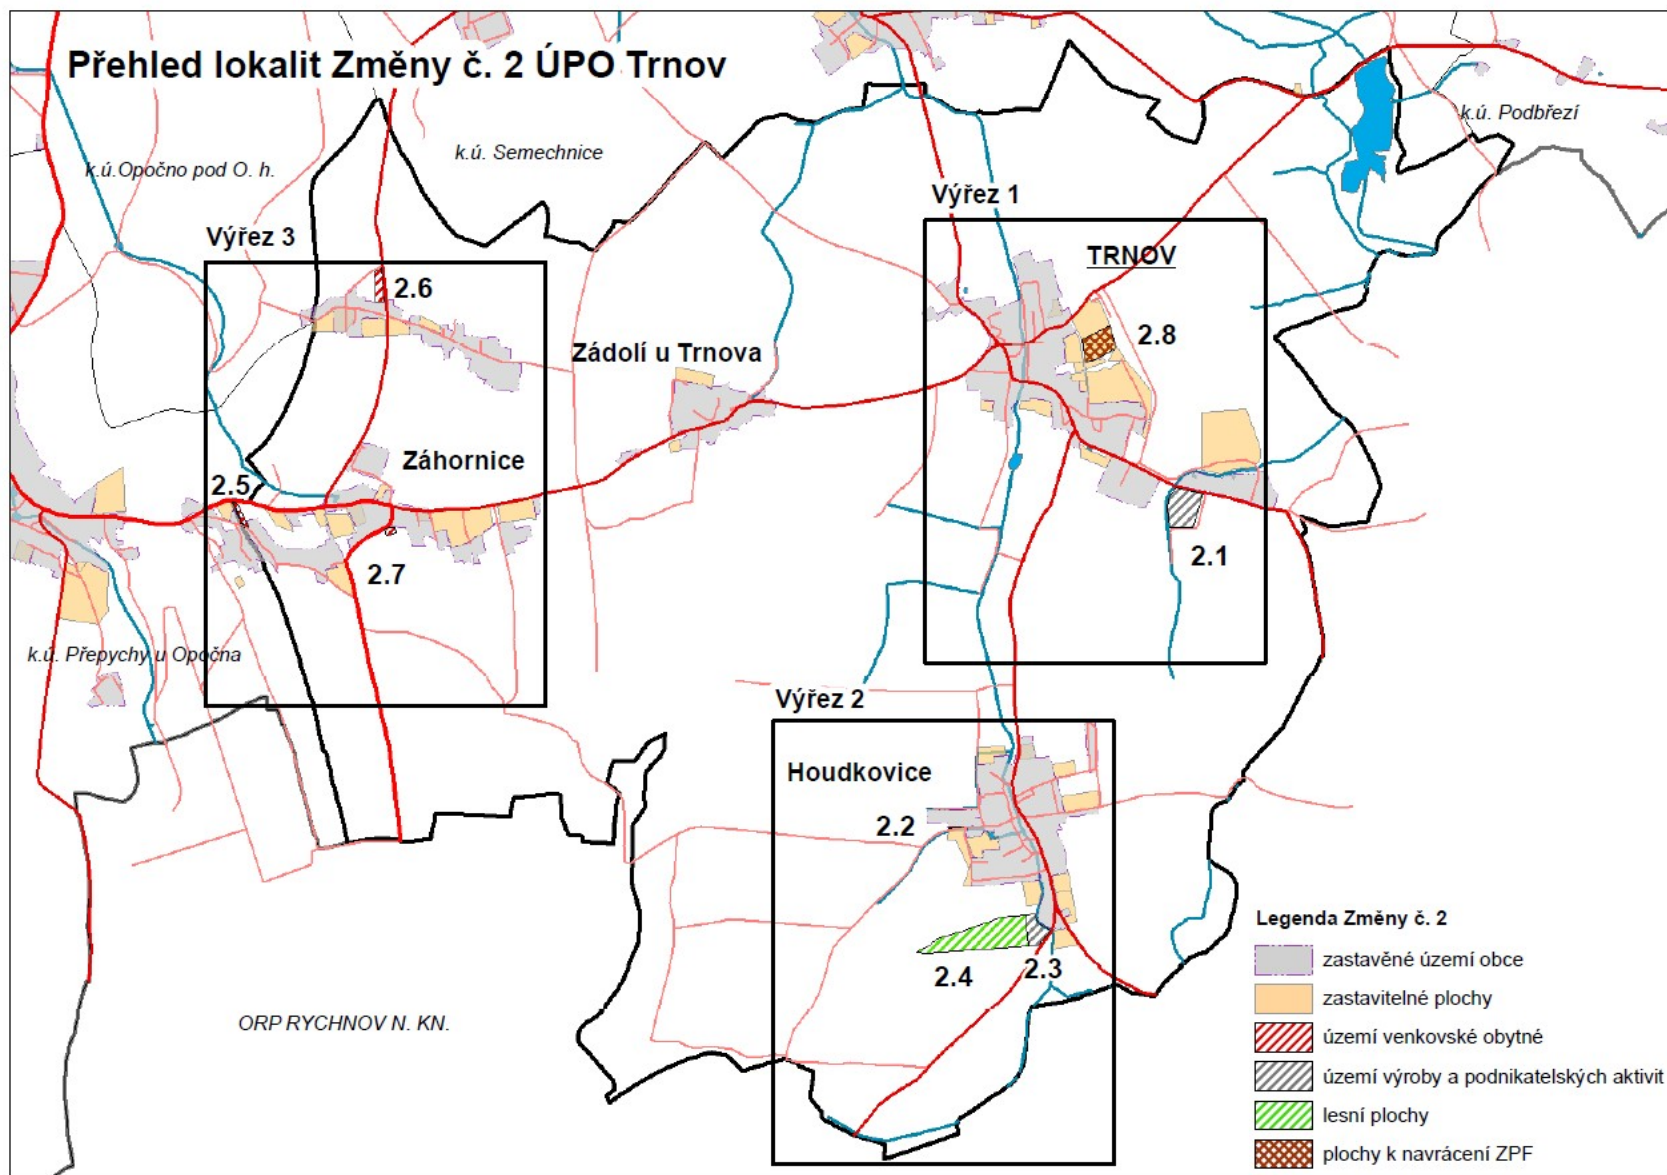 Přehled lokalit Změny č. 2 ÚPO Trnov
k.ú. Podbřezí
k.ú. Semechnice
k.ú.Opočno pod O. h.
Výřez 1
Výřez 3
TRNOV
2.6
2.8
Zádolí u Trnova
Záhornice
2.5
2.1
2.7
k.ú. Přepychy u Opočna
Výřez 2
Houdkovice
2.2
2.4
2.3
ORP RYCHNOV N. KN.
Legenda Změny č. 2
zastavěné území obce
zastavitelné plochy
území venkovské obytné
území výroby a podnikatelských aktivit
lesní plochy
plochy k navrácení ZPF